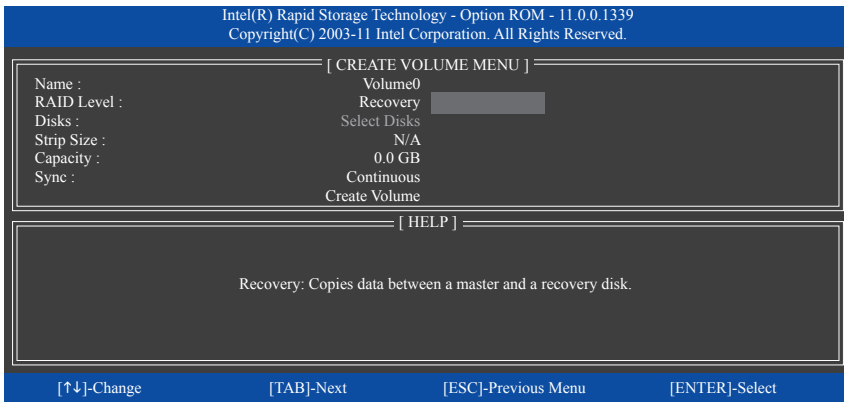 Intel(R) Rapid Storage Technology - Option ROM - 11.0.0.1339
Copyright(C) 2003-11 Intel Corporation. All Rights Reserved.
[ CREATE VOLUME MENU ]
Name : Volume0
RAID Level : Recovery
Disks : Select Disks
Strip Size : N/A
Capacity : 0.0 GB
Sync : Continuous
Create Volume
[ HELP ]
Recovery: Copies data between a master and a recovery disk.
[↑↓]-Change [TAB]-Next [ESC]-Previous Menu [ENTER]-Select